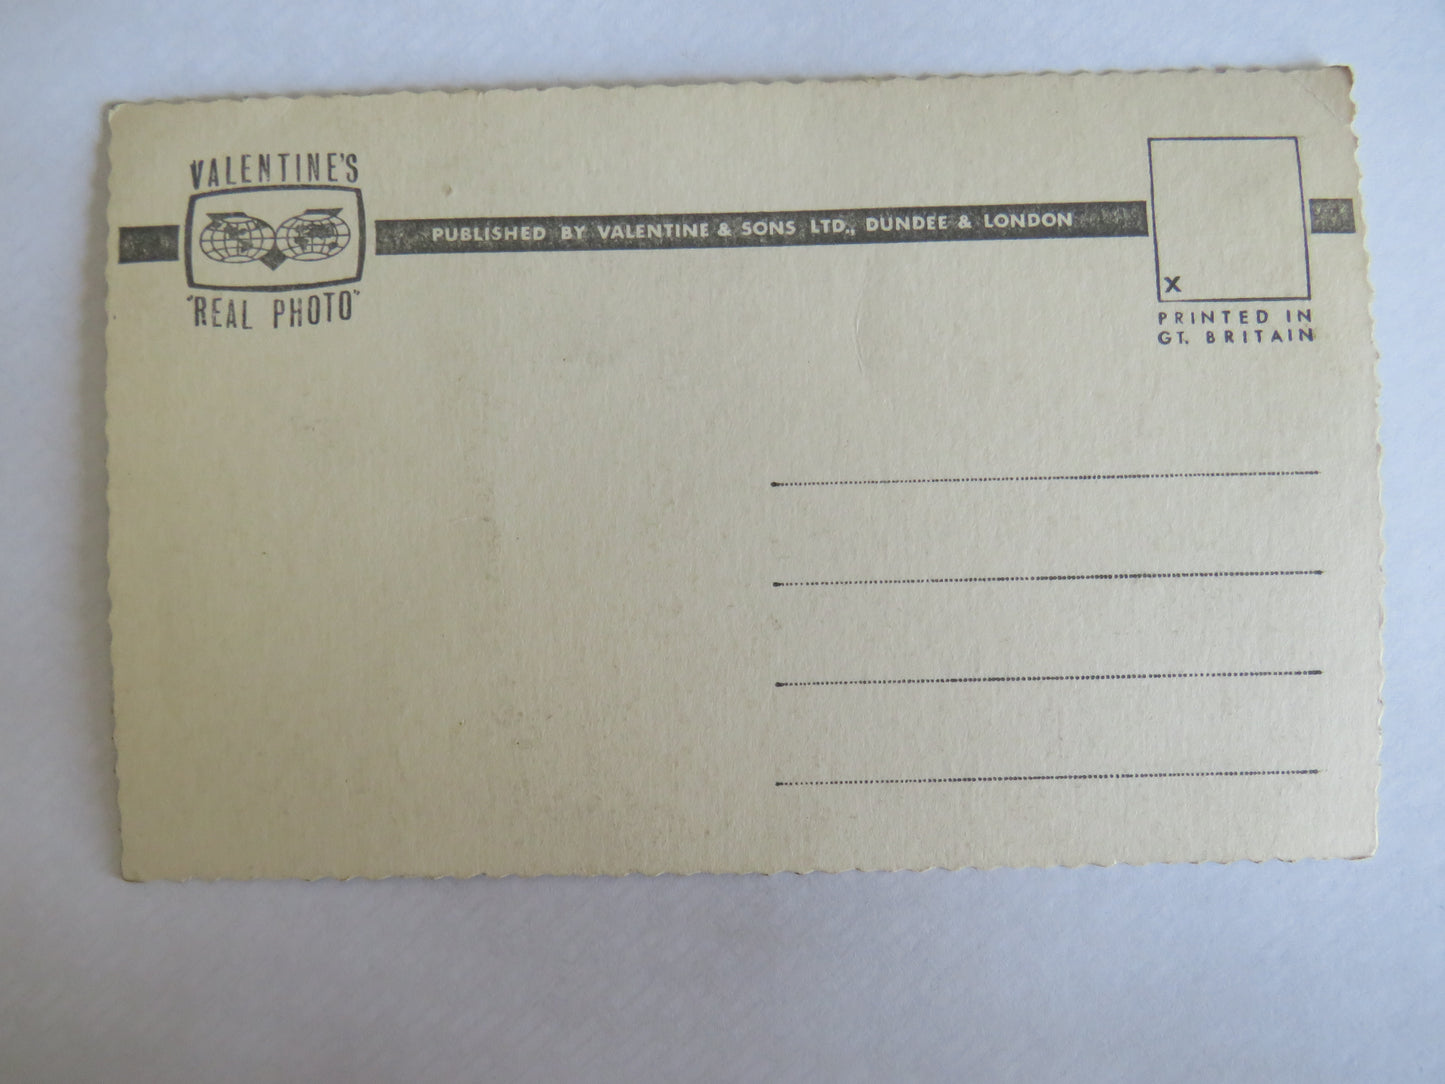 VALENTINE'S
"REAL PHOTO"
PUBLISHED BY VALENTINE & SONS LTD., DUNDEE & LONDON
X
PRINTED IN
GT. BRITAIN